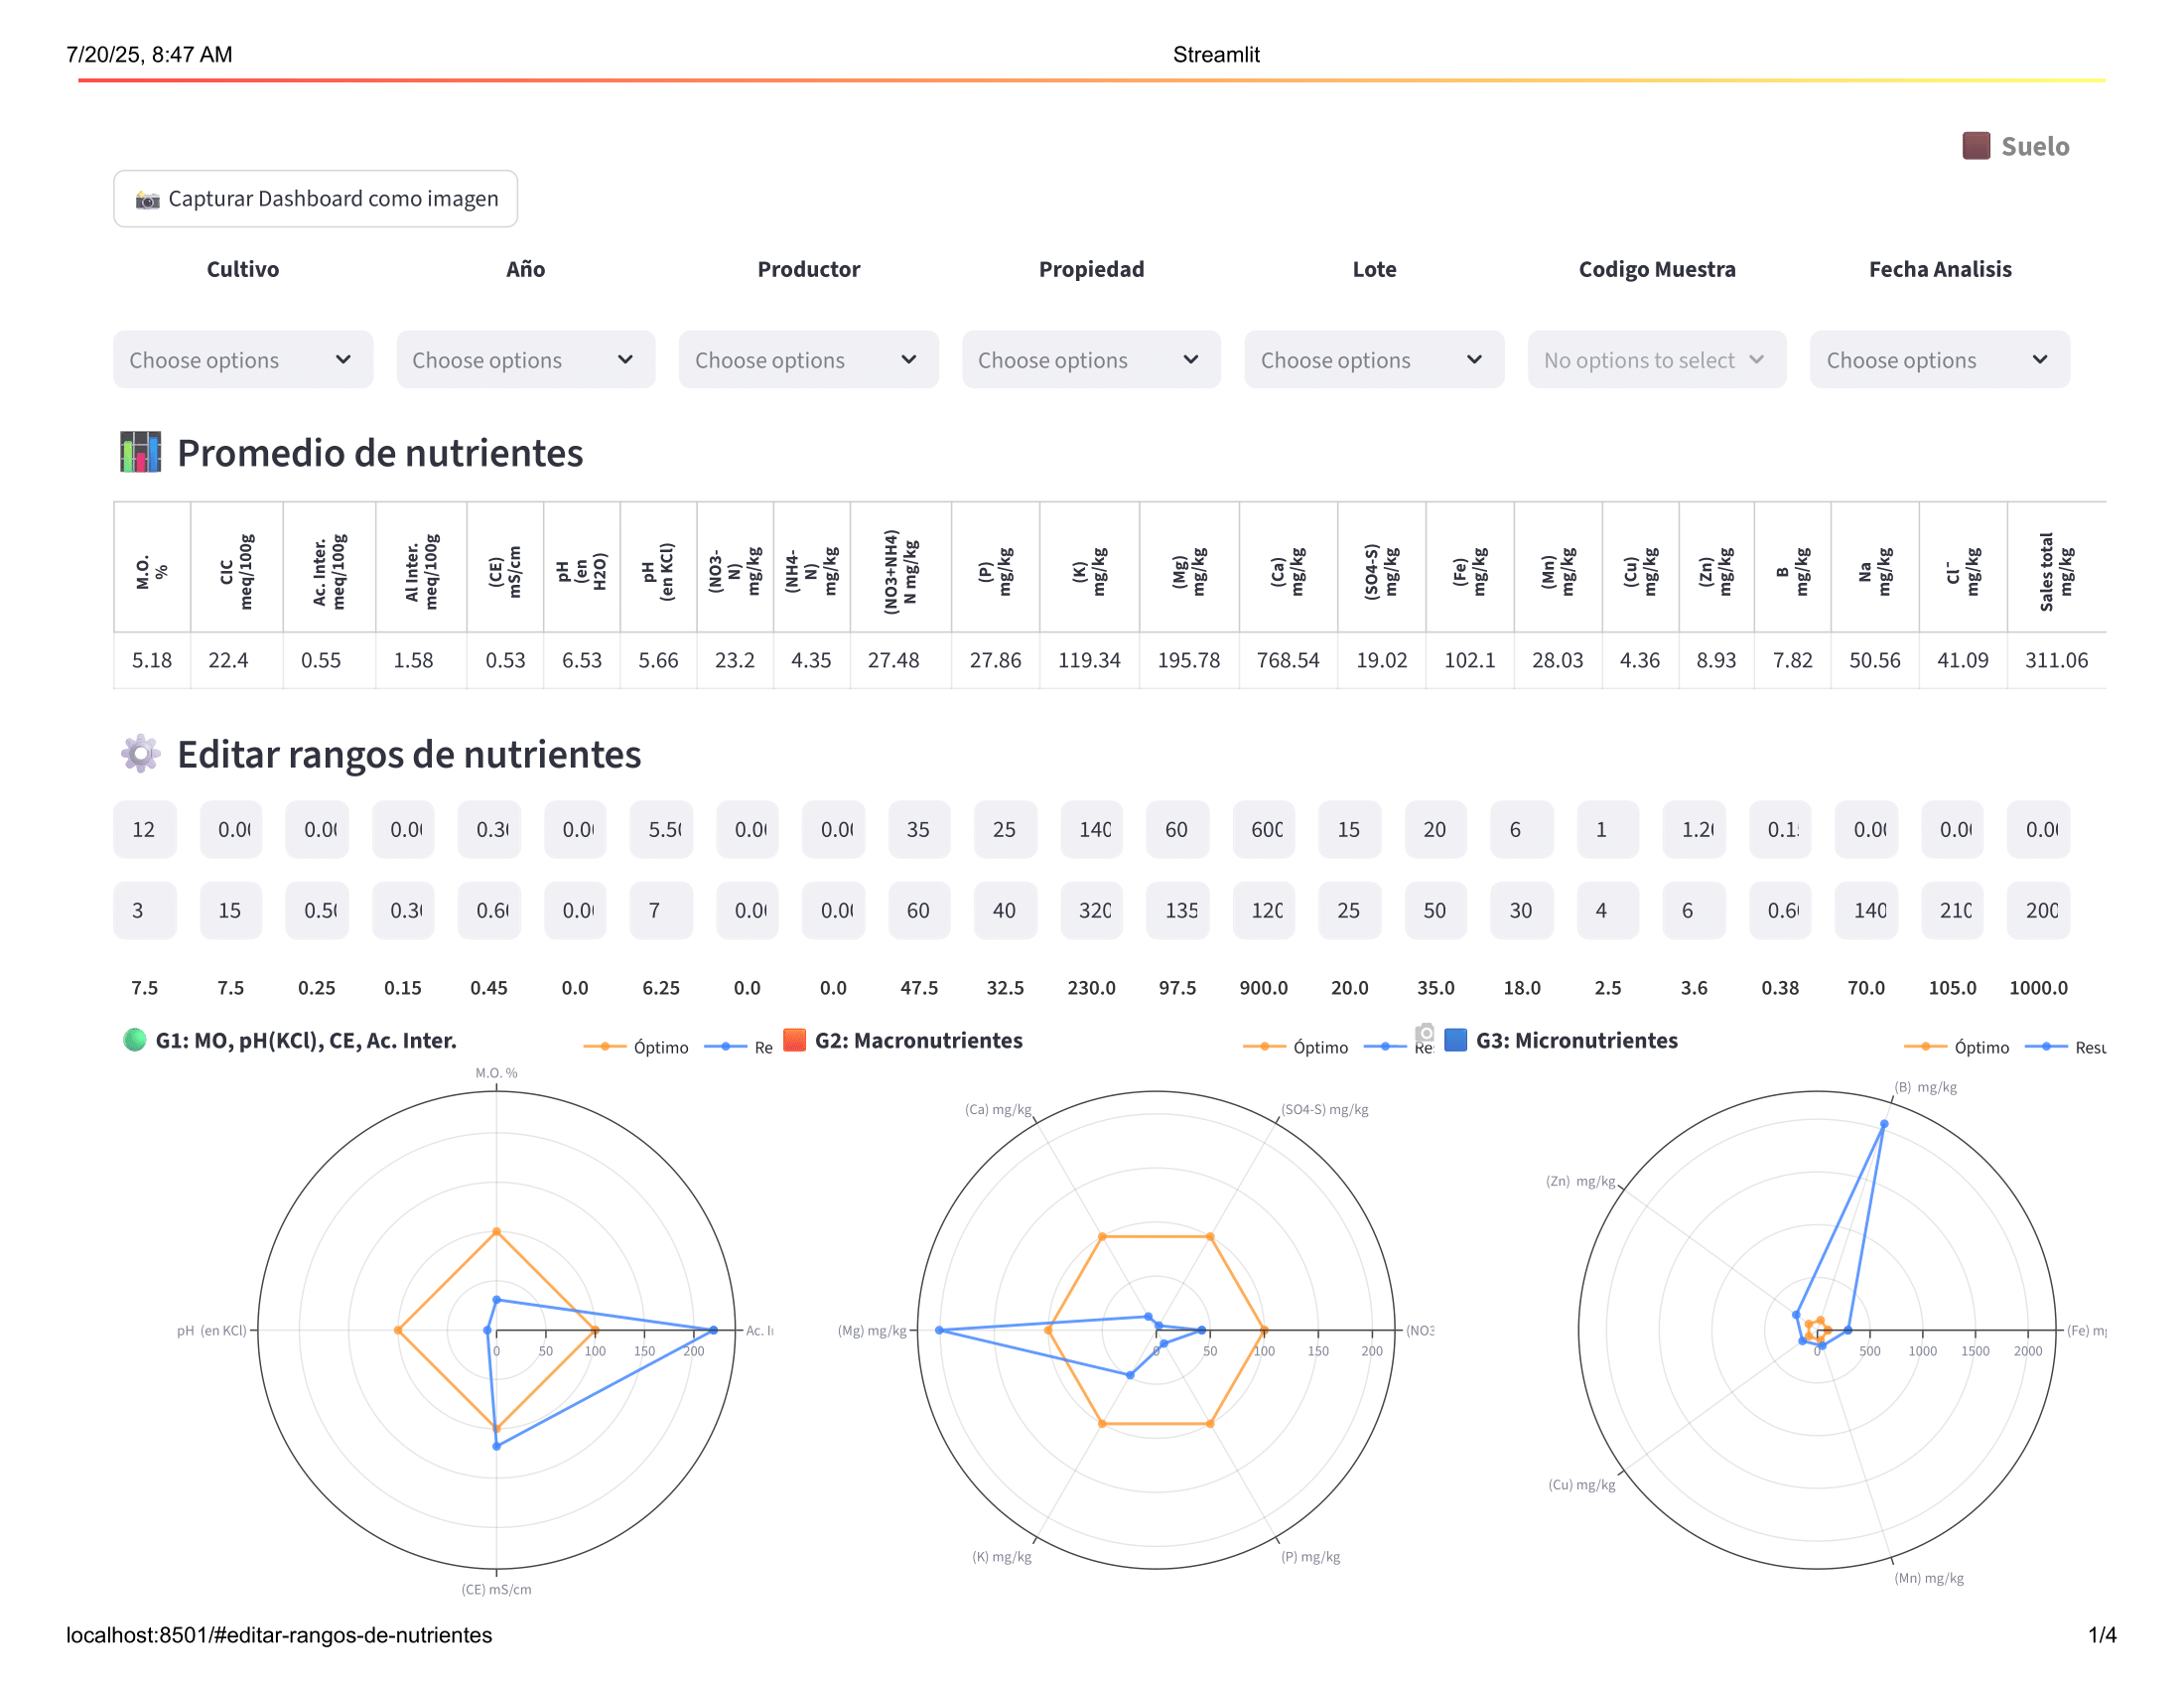 7/20/25, 8:47 AM
Streamlit
Suelo
Capturar Dashboard como imagen
Cultivo Año Productor Propiedad Lote Codigo Muestra Fecha Analisis
Choose options Choose options Choose options Choose options Choose options No options to select Choose options
Promedio de nutrientes
M.O. % CIC meq/100g Ac. Inter. meq/100g Al Inter. meq/100g (CE) mS/cm pH (en H2O) pH (en KCl) (NO3-N) mg/kg (NH4-N) mg/kg (NO3+NH4) N mg/kg (P) mg/kg (K) mg/kg (Mg) mg/kg (Ca) mg/kg (SO4-S) mg/kg (Fe) mg/kg (Mn) mg/kg (Cu) mg/kg (Zn) mg/kg B mg/kg Na mg/kg Cl¯ mg/kg Sales total mg/kg
5.18 22.4 0.55 1.58 0.53 6.53 5.66 23.2 4.35 27.48 27.86 119.34 195.78 768.54 19.02 102.1 28.03 4.36 8.93 7.82 50.56 41.09 311.06
Editar rangos de nutrientes
12 0.0 0.0 0.0 0.3 0.0 5.5 0.0 0.0 35 25 140 60 600 15 20 6 1 1.2 0.1 0.0 0.0 0.0
3 15 0.5 0.3 0.6 0.0 7 0.0 0.0 60 40 320 135 120 25 50 30 4 6 0.6 140 210 200
7.5 7.5 0.25 0.15 0.45 0.0 6.25 0.0 0.0 47.5 32.5 230.0 97.5 900.0 20.0 35.0 18.0 2.5 3.6 0.38 70.0 105.0 1000.0
G1: MO, pH(KCl), CE, Ac. Inter.
Óptimo Re
M.O. %
pH (en KCl)
0 50 100 150 200
Ac. I
(CE) mS/cm
G2: Macronutrientes
Óptimo Re
(Ca) mg/kg (SO4-S) mg/kg
(Mg) mg/kg
0 50 100 150 200
(NO3
(K) mg/kg (P) mg/kg
G3: Micronutrientes
Óptimo Resu
(B) mg/kg
(Zn) mg/kg
0 500 1000 1500 2000
(Fe) m
(Cu) mg/kg
(Mn) mg/kg
localhost:8501/#editar-rangos-de-nutrientes
1/4